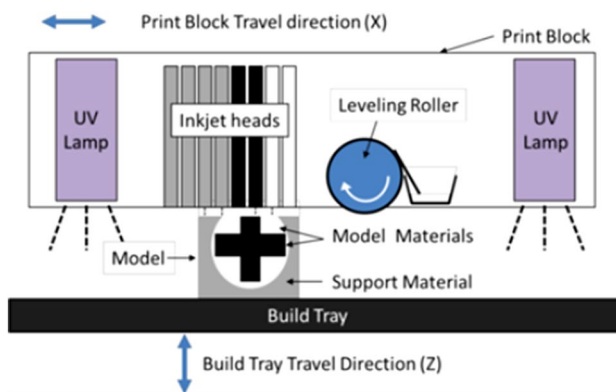 Print Block Travel direction (X)
Print Block
UV
Lamp
Inkjet heads
Leveling Roller
UV
Lamp
Model Materials
Model
Support Material
Build Tray
Build Tray Travel Direction (Z)